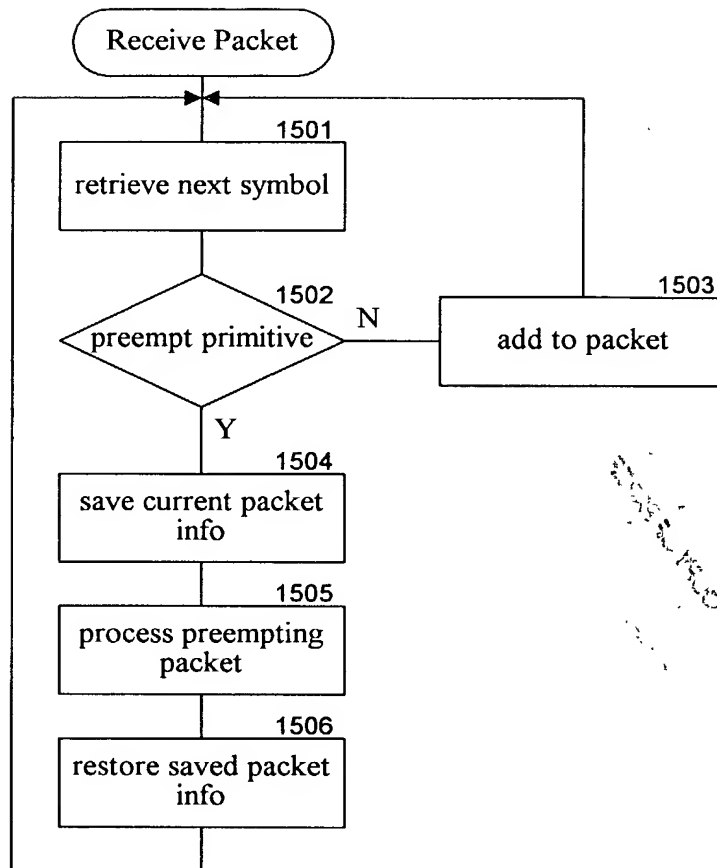 Receive Packet
1501
retrieve next symbol
1502
preempt primitive
N
1503
add to packet
Y
1504
save current packet
info
1505
process preempting
packet
1506
restore saved packet
info